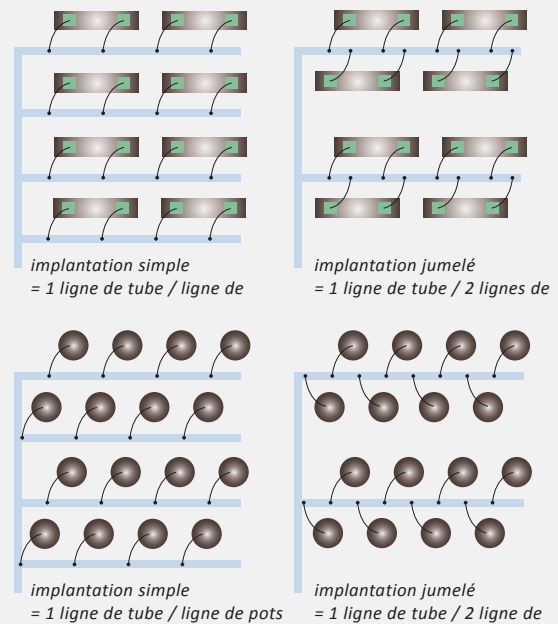 implantation simple
= 1 ligne de tube / ligne de
implantation jumelé
= 1 ligne de tube / 2 lignes de
implantation simple
= 1 ligne de tube / ligne de pots
implantation jumelé
= 1 ligne de tube / 2 ligne de